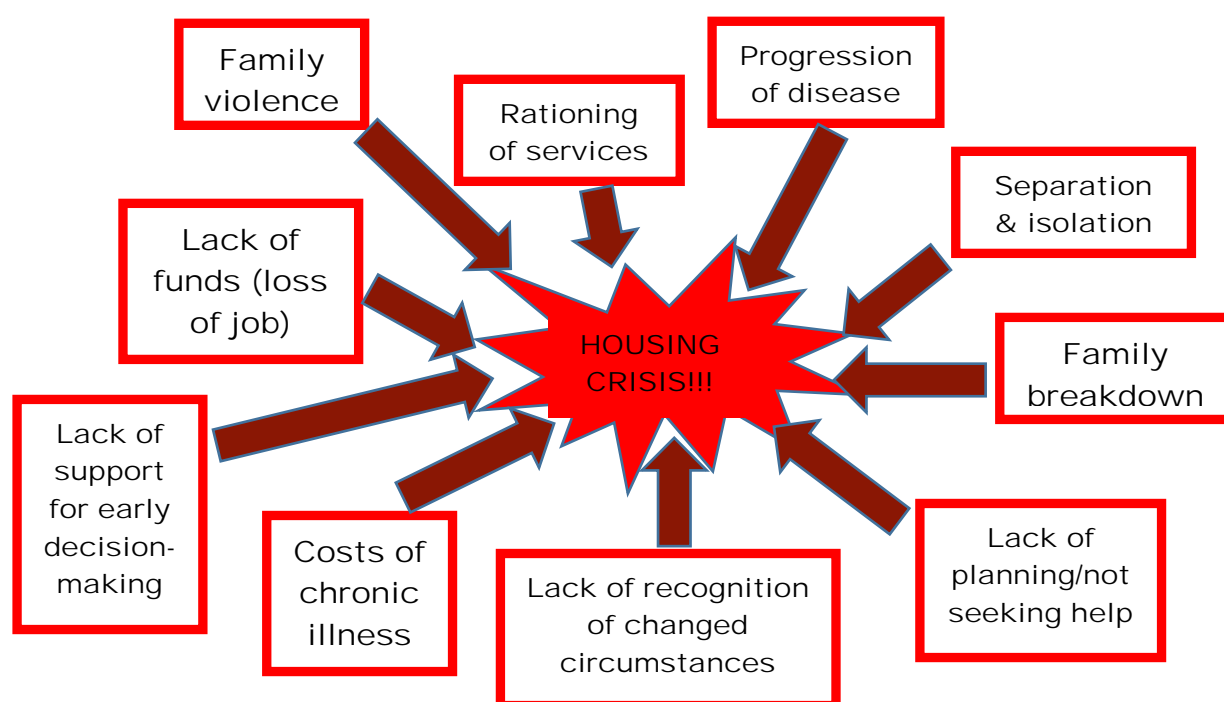 Family
violence
Rationing
of services
Progression
of disease
Separation
& isolation
Lack of
funds (loss
of job)
HOUSING
CRISIS!!!
Family
breakdown
Lack of
support
for early
decision-
making
Costs of
chronic
illness
Lack of recognition
of changed
circumstances
Lack of
planning/not
seeking help